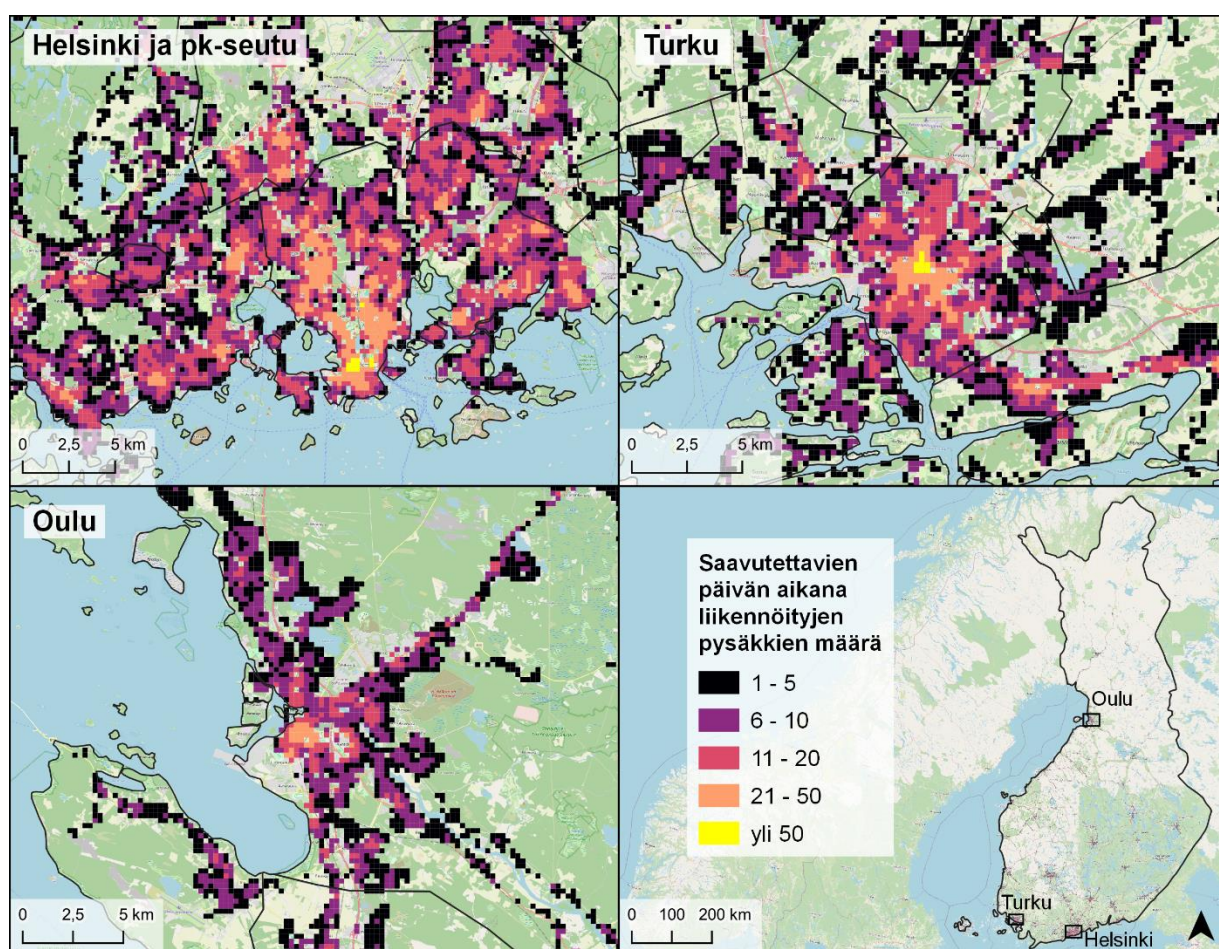 Helsinki ja pk-seutu
0 2,5 5 km
Turku
0 2,5 5 km
Oulu
0 2,5 5 km
Saavutettavien
päivän aikana
liikennöityjen
pysäkkien määrä
1 - 5
6 - 10
11 - 20
21 - 50
yli 50
Oulu
Turku
Helsinki
0 100 200 km